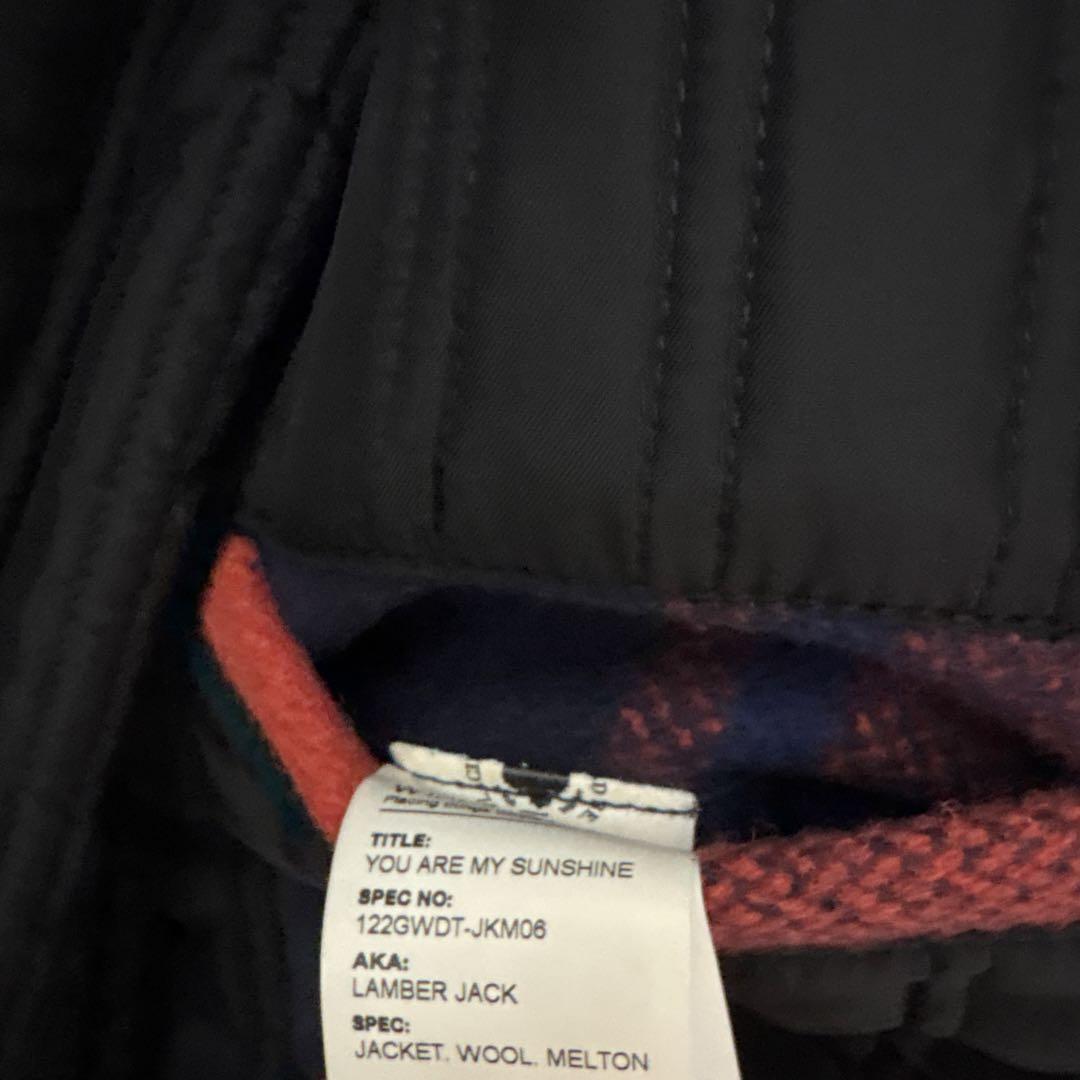 TITLE:
YOU ARE MY SUNSHINE
SPEC NO:
122GWDT-JKM06
AKA:
LAMBER JACK
SPEC:
JACKET. WOOL. MELTON